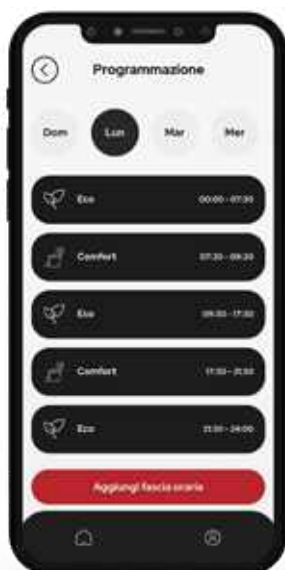 Programmazione
Dom Lun Mar Mer
Eco 00:00 - 07:30
Comfort 07:30 - 09:30
Eco 09:30 - 17:30
Comfort 17:30 - 21:30
Eco 21:30 - 24:00
Aggiungi fascia oraria